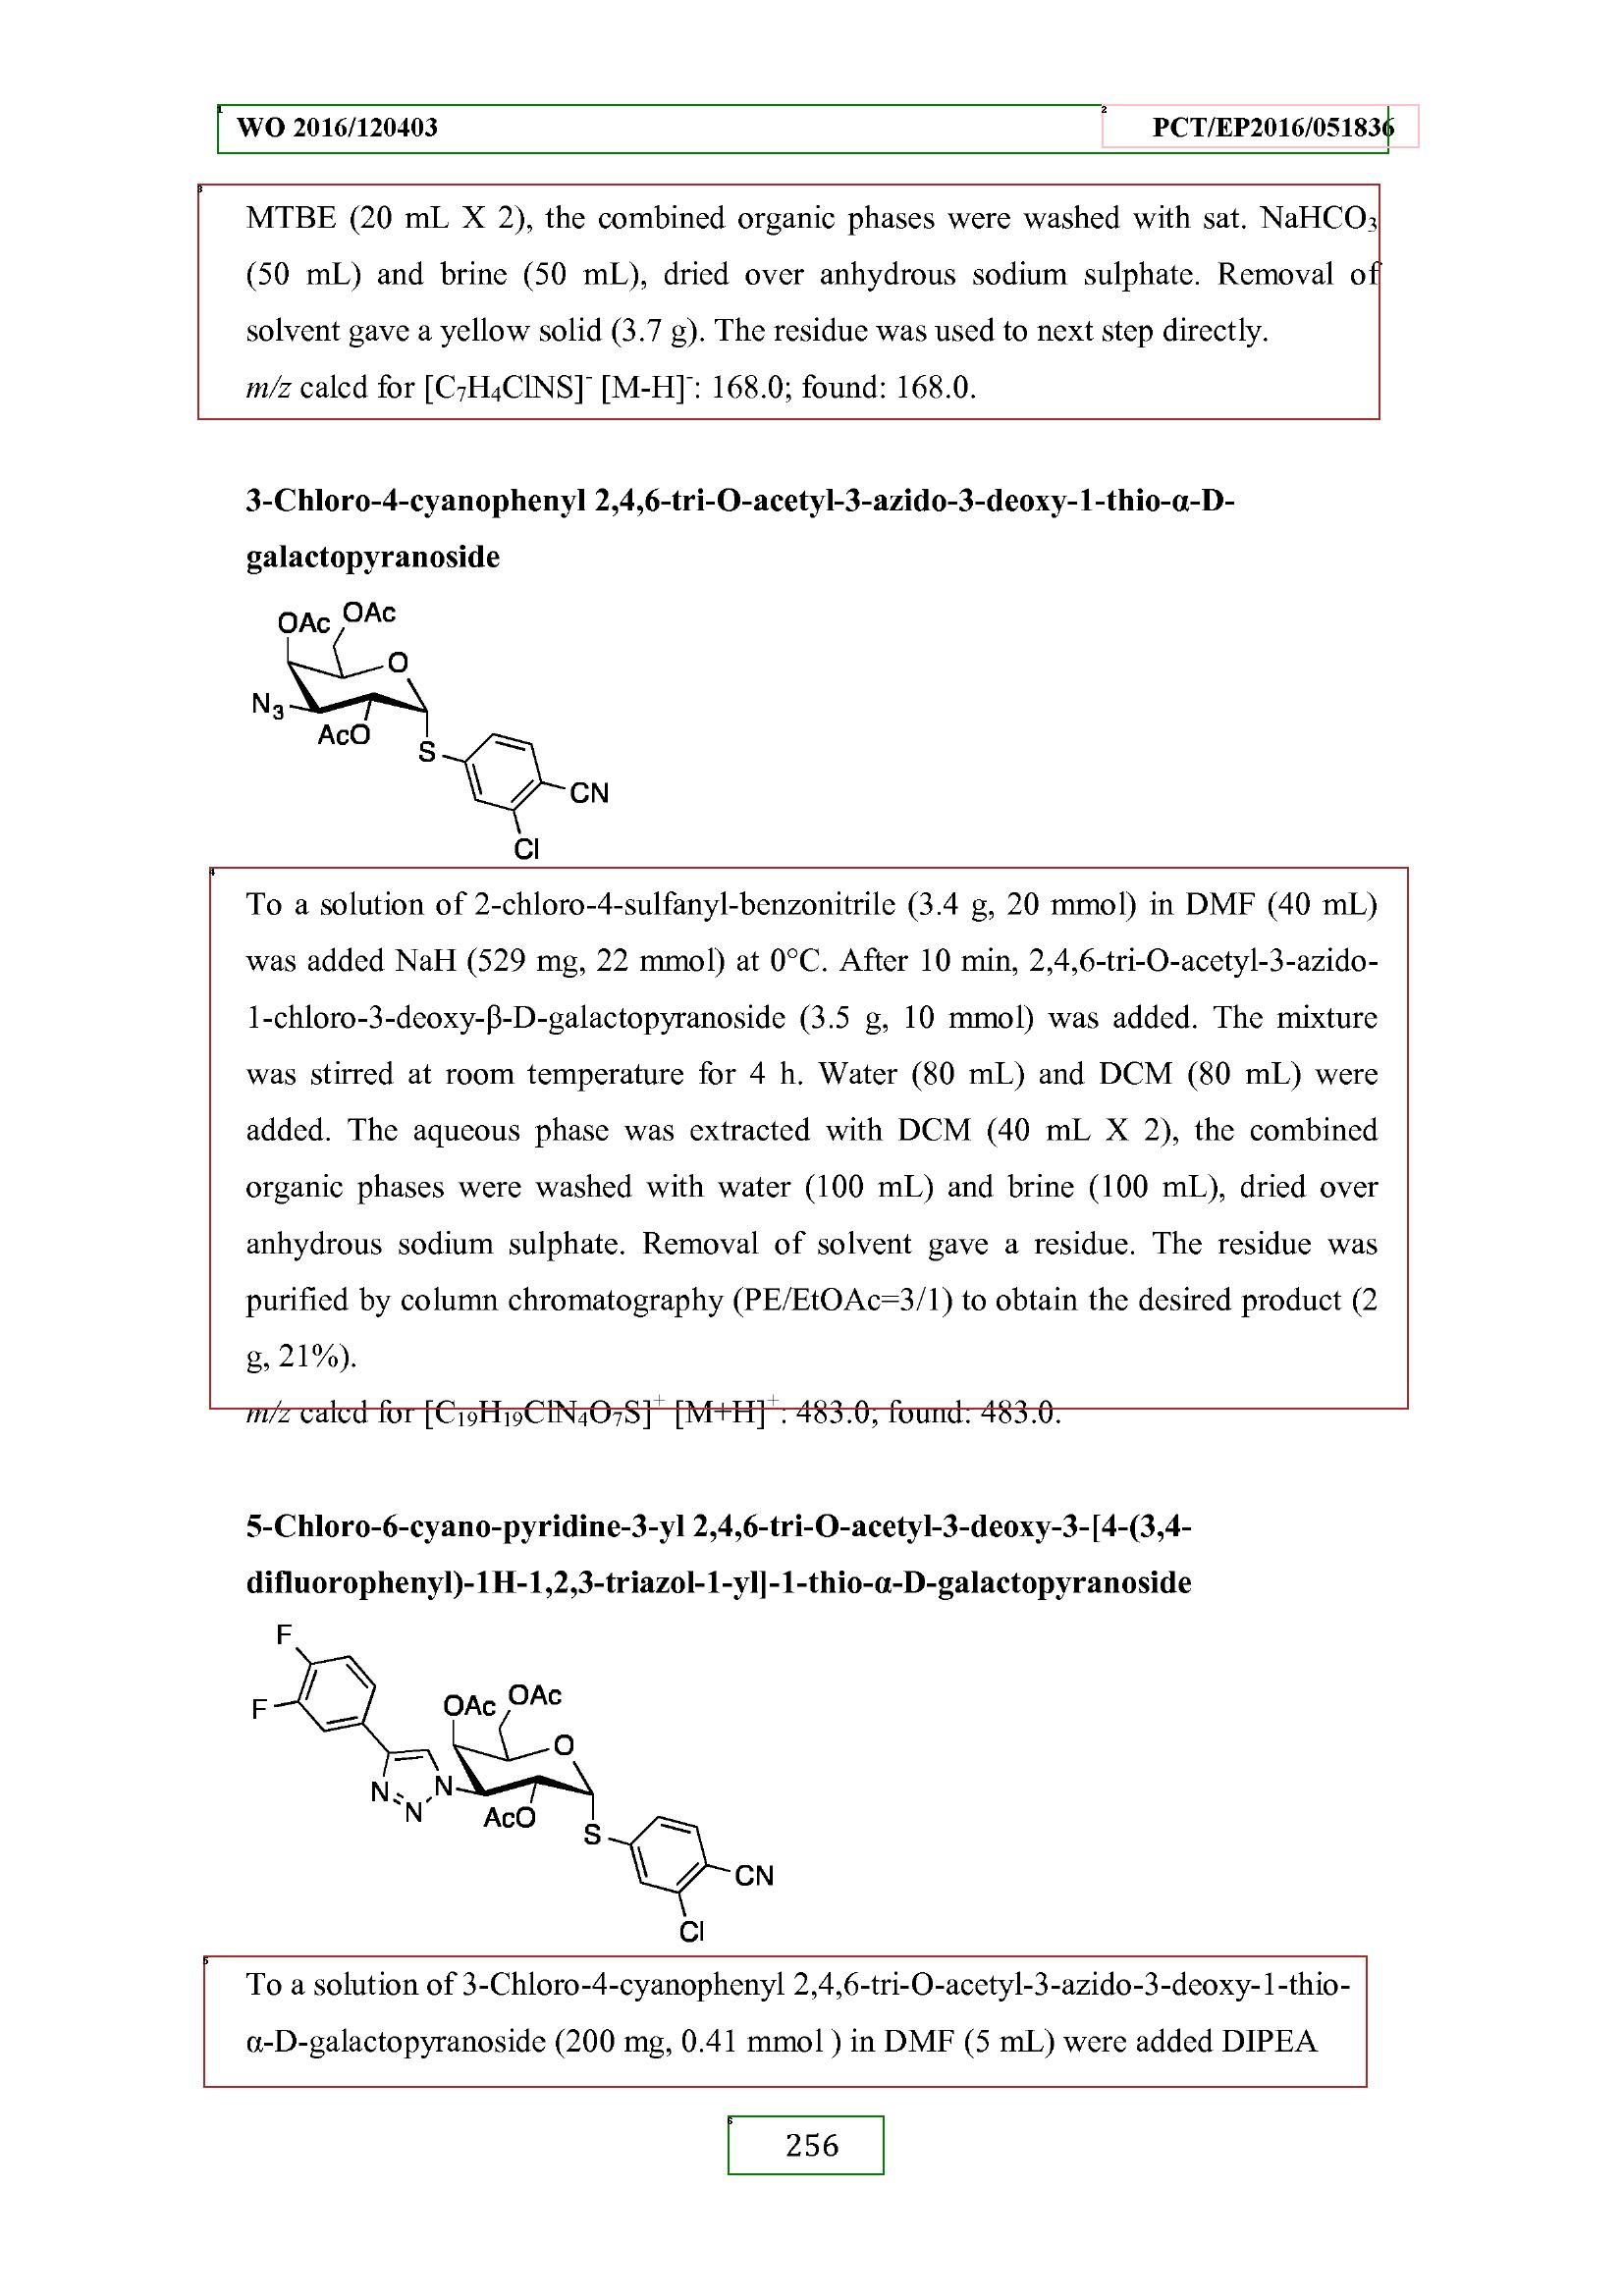 WO 2016/120403 PCT/EP2016/051836
MTBE (20 mL X 2), the combined organic phases were washed with sat. NaHCO₃
(50 mL) and brine (50 mL), dried over anhydrous sodium sulphate. Removal of
solvent gave a yellow solid (3.7 g). The residue was used to next step directly.
m/z calcd for [C₇H₄ClNS]⁻ [M-H]⁻: 168.0; found: 168.0.
3-Chloro-4-cyanophenyl 2,4,6-tri-O-acetyl-3-azido-3-deoxy-1-thio-α-D-
galactopyranoside
OAc OAc
O
N₃
AcO
S
CN
Cl
To a solution of 2-chloro-4-sulfanyl-benzonitrile (3.4 g, 20 mmol) in DMF (40 mL)
was added NaH (529 mg, 22 mmol) at 0°C. After 10 min, 2,4,6-tri-O-acetyl-3-azido-
1-chloro-3-deoxy-β-D-galactopyranoside (3.5 g, 10 mmol) was added. The mixture
was stirred at room temperature for 4 h. Water (80 mL) and DCM (80 mL) were
added. The aqueous phase was extracted with DCM (40 mL X 2), the combined
organic phases were washed with water (100 mL) and brine (100 mL), dried over
anhydrous sodium sulphate. Removal of solvent gave a residue. The residue was
purified by column chromatography (PE/EtOAc=3/1) to obtain the desired product (2
g, 21%).
m/z calcd for [C₁₉H₁₉ClN₄O₇S]⁺ [M+H]⁺: 483.0; found: 483.0.
5-Chloro-6-cyano-pyridine-3-yl 2,4,6-tri-O-acetyl-3-deoxy-3-[4-(3,4-
difluorophenyl)-1H-1,2,3-triazol-1-yl]-1-thio-α-D-galactopyranoside
F
F
OAc OAc
O
N N N
AcO
S
CN
Cl
To a solution of 3-Chloro-4-cyanophenyl 2,4,6-tri-O-acetyl-3-azido-3-deoxy-1-thio-
α-D-galactopyranoside (200 mg, 0.41 mmol ) in DMF (5 mL) were added DIPEA
256